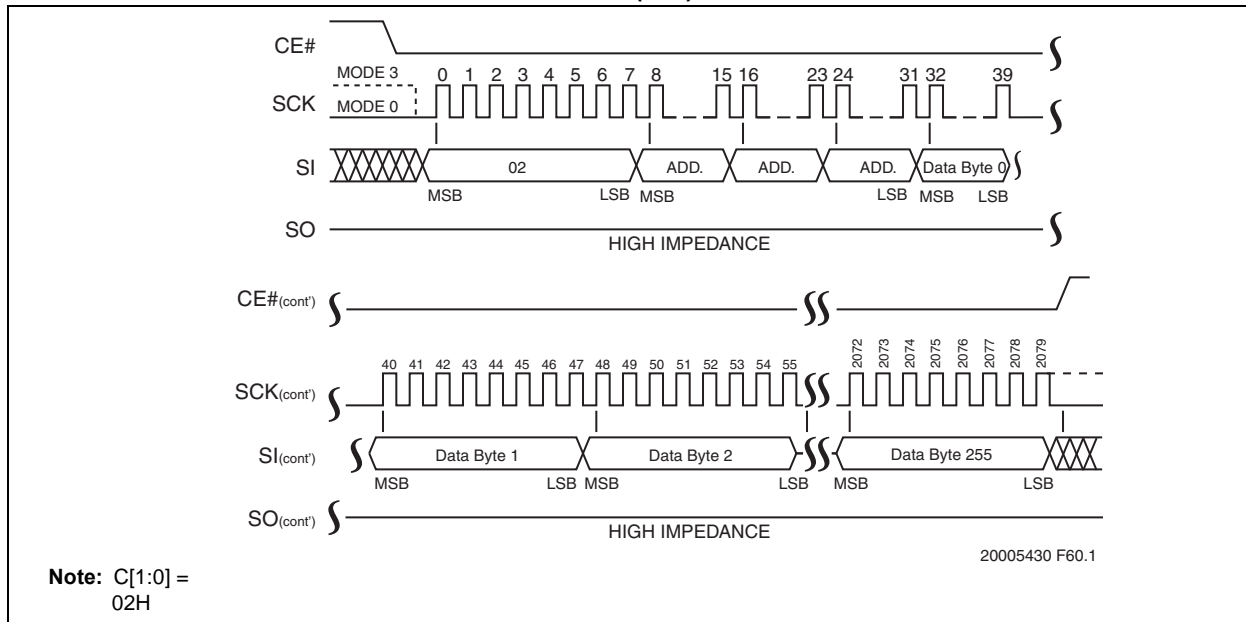 CE#
MODE 3
0 1 2 3 4 5 6 7 8 15 16 23 24 31 32 39
SCK
MODE 0
SI
02 ADD. ADD. ADD. Data Byte 0
MSB LSB MSB LSB MSB LSB
SO
HIGH IMPEDANCE
CE#(cont')
40 41 42 43 44 45 46 47 48 49 50 51 52 53 54 55 2072 2073 2074 2075 2076 2077 2078 2079
SCK(cont')
SI(cont')
Data Byte 1 Data Byte 2 Data Byte 255
MSB LSB MSB LSB MSB LSB
SO(cont')
HIGH IMPEDANCE
20005430 F60.1
Note: C[1:0] =
02H